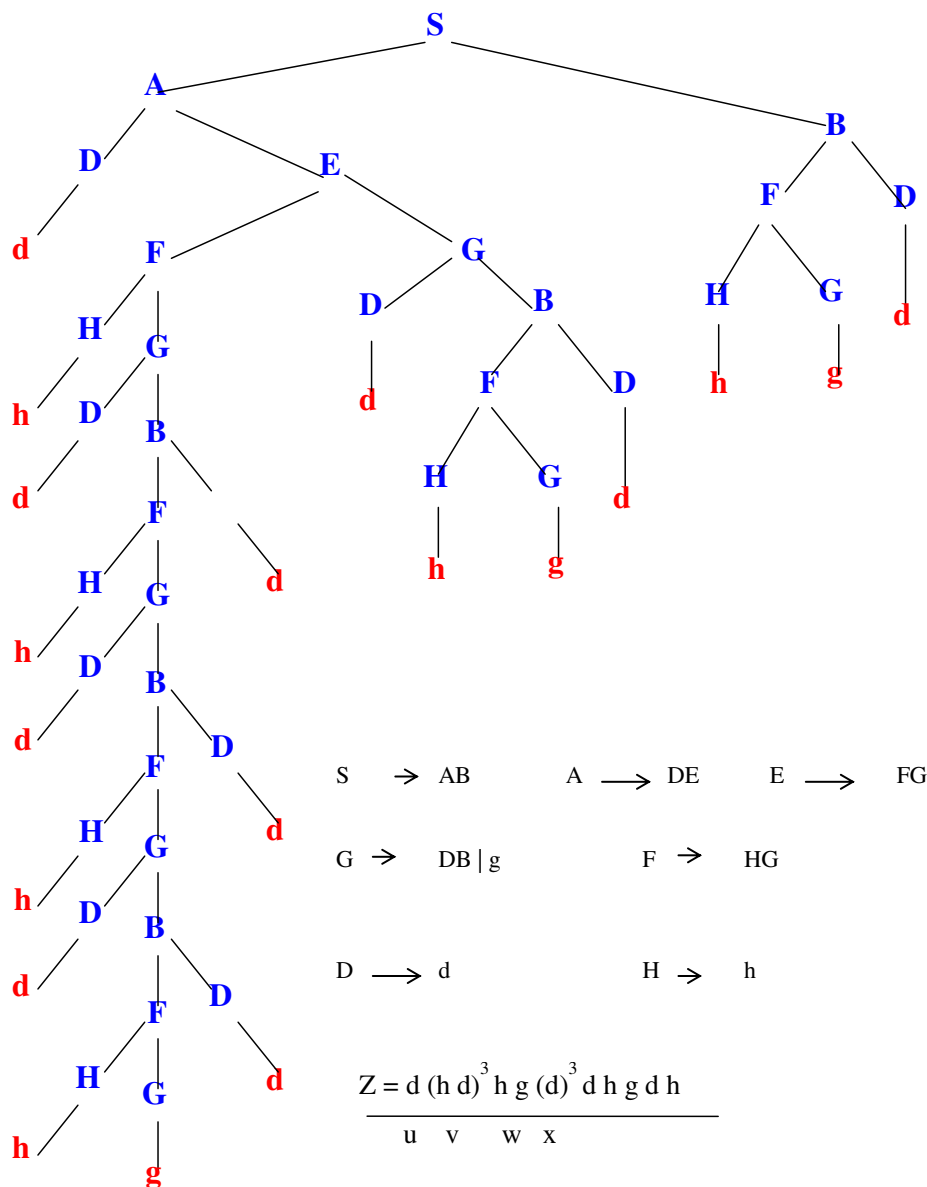 S
A
B
D
E
F
D
d
F
G
H
D
B
H
G
d
G
F
D
h
g
h
D
d
B
H
G
d
d
F
h
g
H
d
G
h
D
B
D
d
S → AB A → DE E → FG
F
H
d
G
G → DB | g F → HG
h
D
B
d
D
D → d H → h
F
H
d
G
Z = d (h d)³ h g (d)³ d h g d h
h
u v w x
g